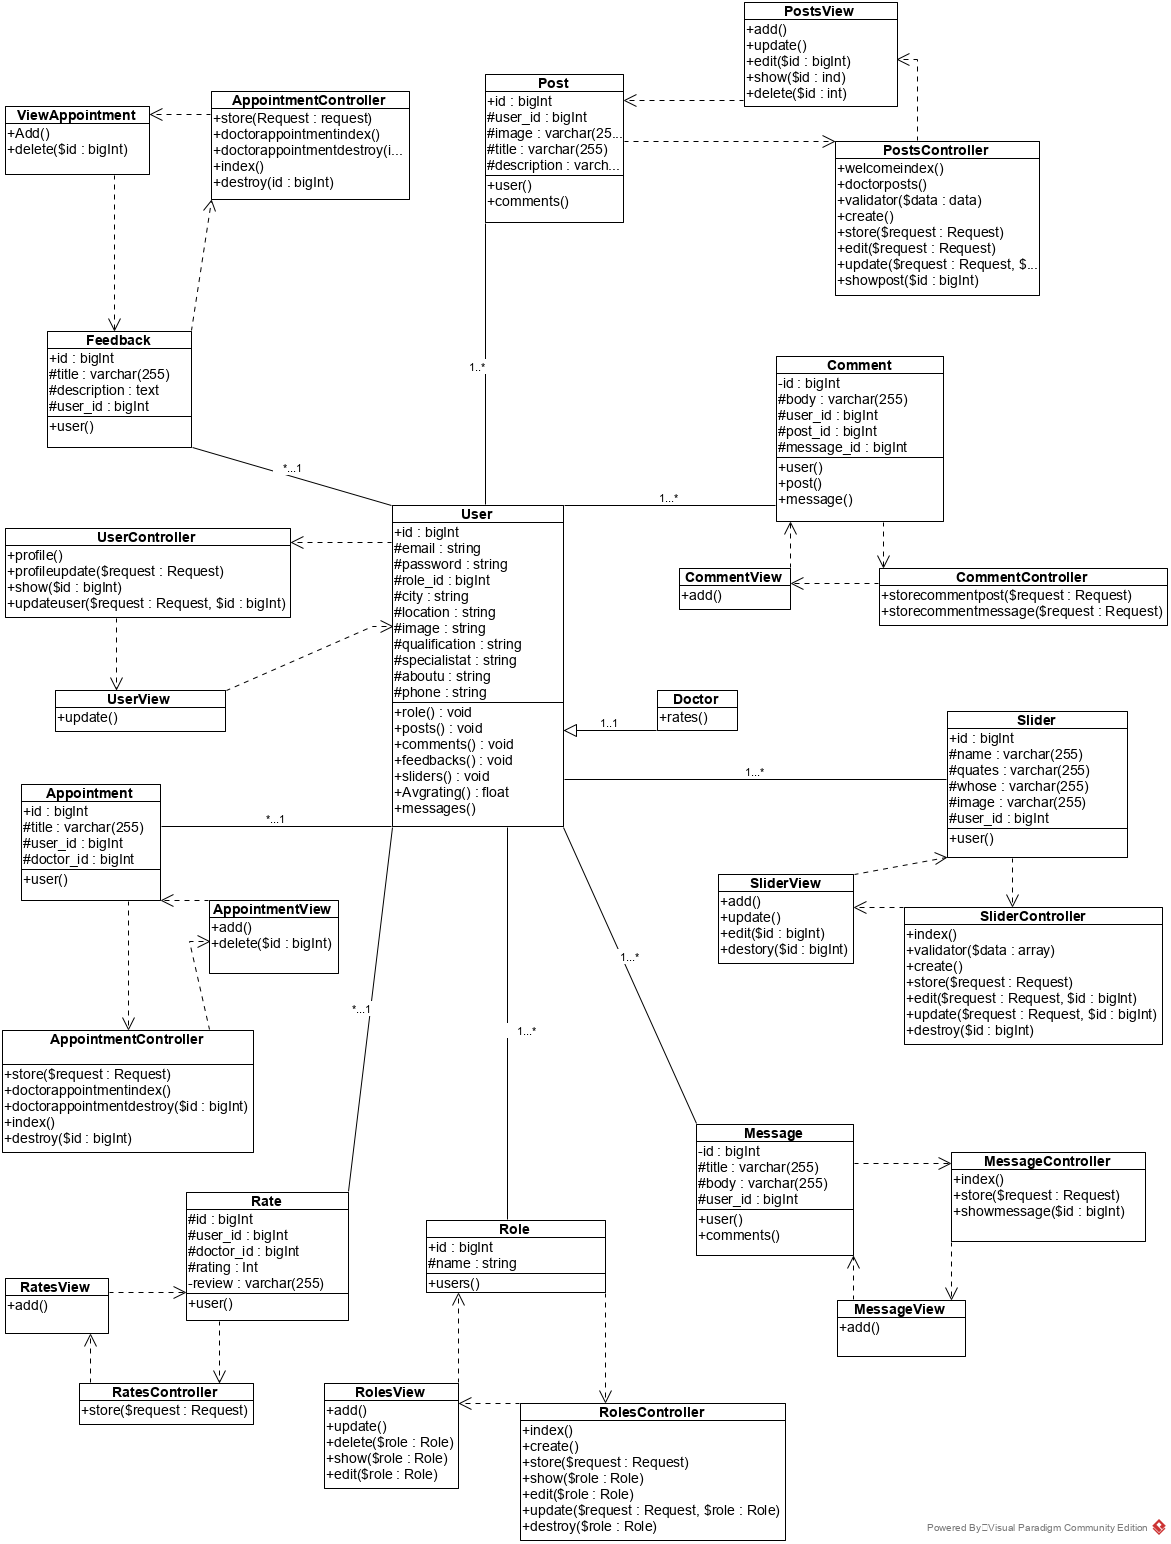 PostsView
+add()
+update()
+edit($id : bigInt)
+show($id : ind)
+delete($id : int)
Post
+id : bigInt
#user_id : bigInt
#image : varchar(25...
#title : varchar(255)
#description : varch...
+user()
+comments()
AppointmentController
+store(Request : request)
+doctorappointmentindex()
+doctorappointmentdestroy(i...
+index()
+destroy(id : bigInt)
ViewAppointment
+Add()
+delete($id : bigInt)
PostsController
+welcomeindex()
+doctorposts()
+validator($data : data)
+create()
+store($request : Request)
+edit($request : Request)
+update($request : Request, $...
+showpost($id : bigInt)
Feedback
+id : bigInt
#title : varchar(255)
#description : text
#user_id : bigInt
+user()
1..*
Comment
-id : bigInt
#body : varchar(255)
#user_id : bigInt
#post_id : bigInt
#message_id : bigInt
+user()
+post()
+message()
*...1
1...*
User
+id : bigInt
#email : string
#password : string
#role_id : bigInt
#city : string
#location : string
#image : string
#qualification : string
#specialistat : string
#aboutu : string
#phone : string
+role() : void
+posts() : void
+comments() : void
+feedbacks() : void
+sliders() : void
+Avgrating() : float
+messages()
UserController
+profile()
+profileupdate($request : Request)
+show($id : bigInt)
+updateuser($request : Request, $id : bigInt)
CommentView
+add()
CommentController
+storecommentpost($request : Request)
+storecommentmessage($request : Request)
UserView
+update()
Doctor
+rates()
1..1
Slider
+id : bigInt
#name : varchar(255)
#quates : varchar(255)
#whose : varchar(255)
#image : varchar(255)
#user_id : bigInt
+user()
1...*
Appointment
+id : bigInt
#title : varchar(255)
#user_id : bigInt
#doctor_id : bigInt
+user()
*...1
SliderView
+add()
+update()
+edit($id : bigInt)
+destory($id : bigInt)
AppointmentView
+add()
+delete($id : bigInt)
SliderController
+index()
+validator($data : array)
+create()
+store($request : Request)
+edit($request : Request, $id : bigInt)
+update($request : Request, $id : bigInt)
+destroy($id : bigInt)
1...*
*...1
1...*
AppointmentController
+store($request : Request)
+doctorappointmentindex()
+doctorappointmentdestroy($id : bigInt)
+index()
+destroy($id : bigInt)
Message
-id : bigInt
#title : varchar(255)
#body : varchar(255)
#user_id : bigInt
+user()
+comments()
MessageController
+index()
+store($request : Request)
+showmessage($id : bigInt)
Rate
#id : bigInt
#user_id : bigInt
#doctor_id : bigInt
#rating : Int
-review : varchar(255)
+user()
Role
+id : bigInt
#name : string
+users()
RatesView
+add()
MessageView
+add()
RatesController
+store($request : Request)
RolesView
+add()
+update()
+delete($role : Role)
+show($role : Role)
+edit($role : Role)
RolesController
+index()
+create()
+store($request : Request)
+show($role : Role)
+edit($role : Role)
+update($request : Request, $role : Role)
+destroy($role : Role)
Powered By Visual Paradigm Community Edition